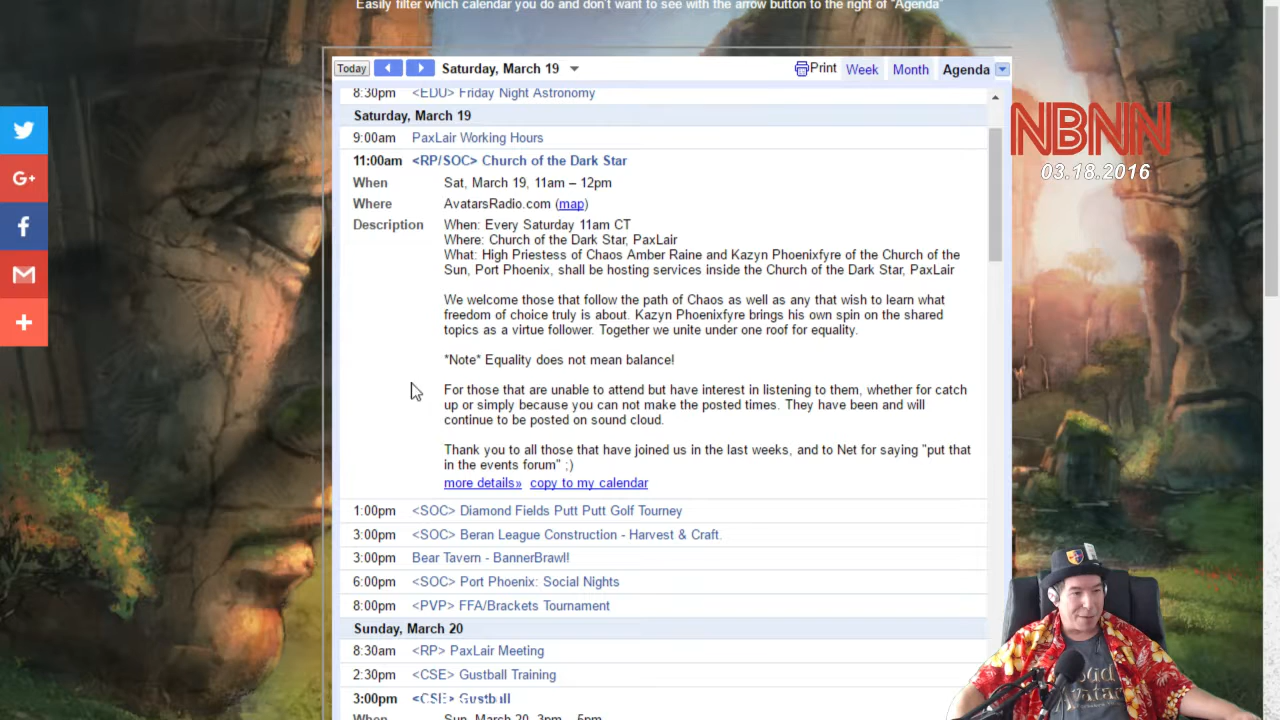 Easily filter which calendar you do and don't want to see with the arrow button to the right of "Agenda"
Today Saturday, March 19 Print Week Month Agenda
8:30pm <EDU> Friday Night Astronomy
Saturday, March 19
9:00am PaxLair Working Hours
11:00am <RP/SOC> Church of the Dark Star
When Sat, March 19, 11am – 12pm
Where AvatarsRadio.com (map)
Description When: Every Saturday 11am CT
Where: Church of the Dark Star, PaxLair
What: High Priestess of Chaos Amber Raine and Kazyn Phoenixfyre of the Church of the
Sun, Port Phoenix, shall be hosting services inside the Church of the Dark Star, PaxLair
We welcome those that follow the path of Chaos as well as any that wish to learn what
freedom of choice truly is about. Kazyn Phoenixfyre brings his own spin on the shared
topics as a virtue follower. Together we unite under one roof for equality.
*Note* Equality does not mean balance!
For those that are unable to attend but have interest in listening to them, whether for catch
up or simply because you can not make the posted times. They have been and will
continue to be posted on sound cloud.
Thank you to all those that have joined us in the last weeks, and to Net for saying "put that
in the events forum" ;)
more details» copy to my calendar
1:00pm <SOC> Diamond Fields Putt Putt Golf Tourney
3:00pm <SOC> Beran League Construction - Harvest & Craft.
3:00pm Bear Tavern - BannerBrawl!
6:00pm <SOC> Port Phoenix: Social Nights
8:00pm <PVP> FFA/Brackets Tournament
Sunday, March 20
8:30am <RP> PaxLair Meeting
2:30pm <CSE> Gustball Training
3:00pm <CSE> Gustball
When Sun, March 20, 3pm – 5pm
NBNN
03.18.2016
G+
f